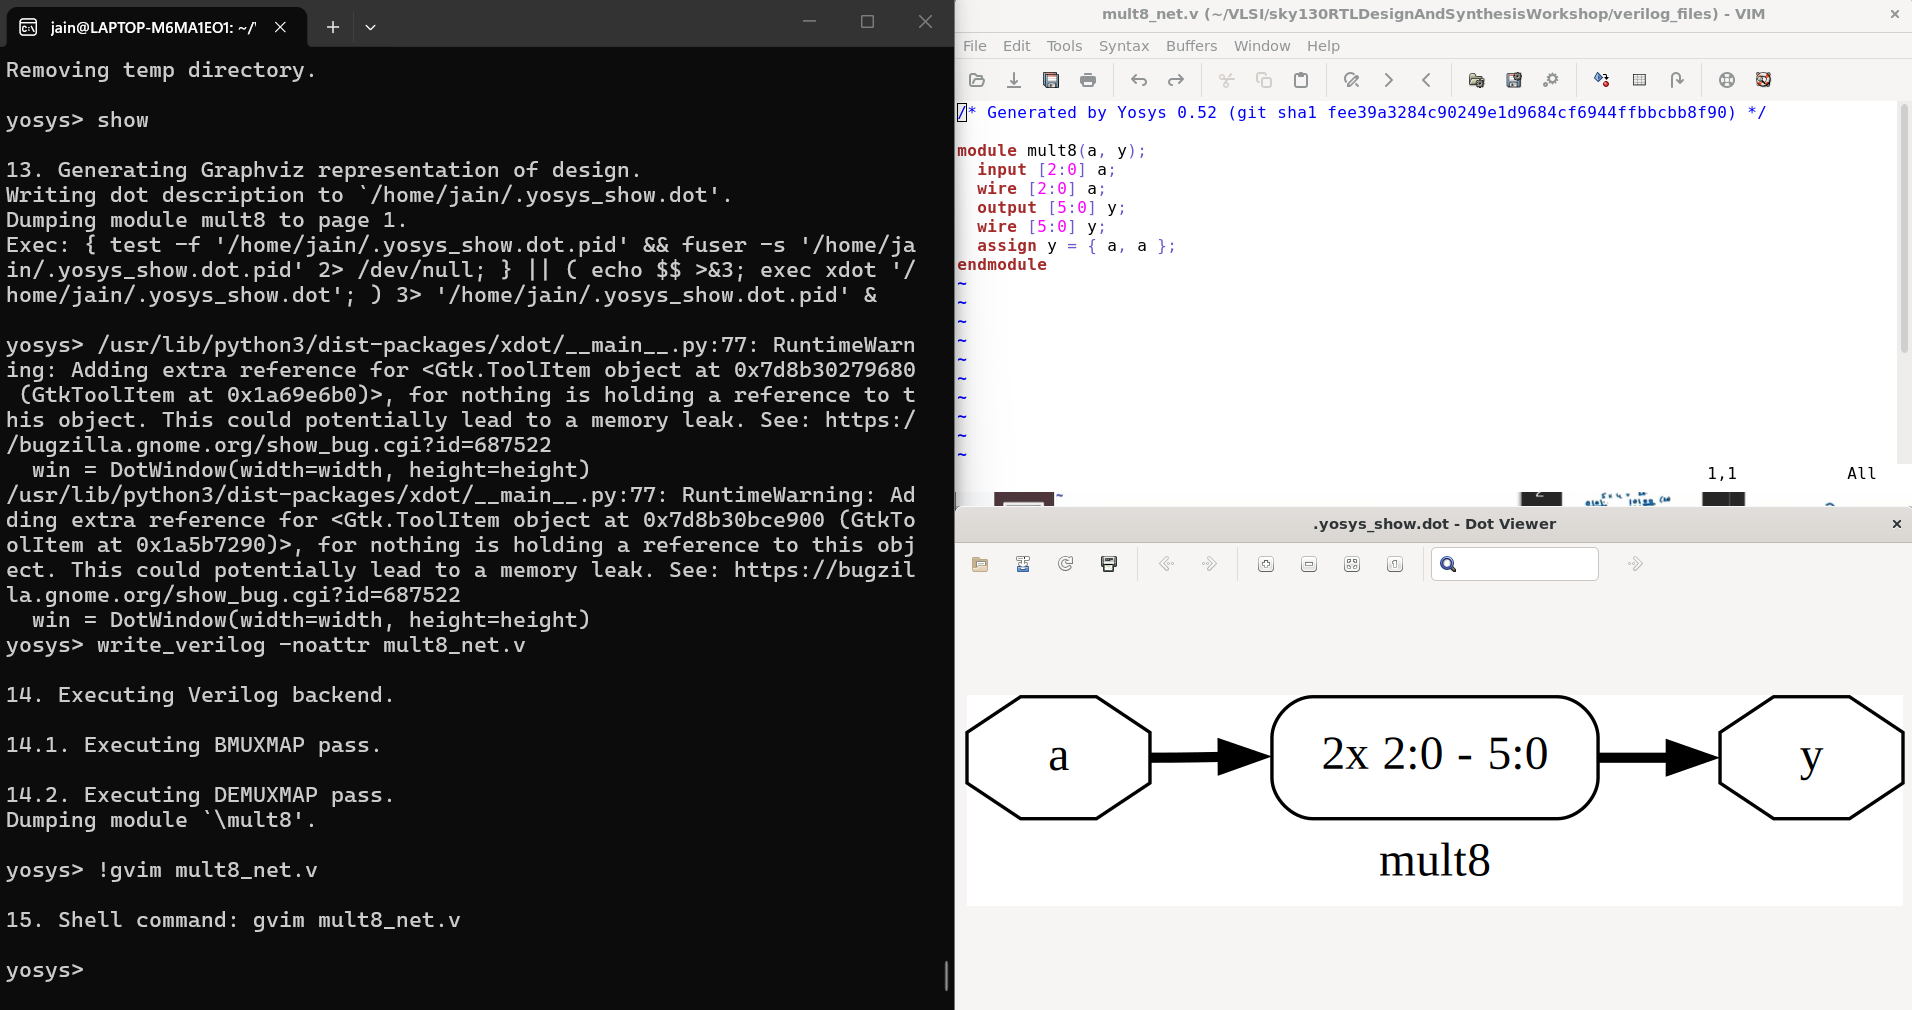 jain@LAPTOP-M6MA1EO1: ~/'
Removing temp directory.
yosys> show
13. Generating Graphviz representation of design.
Writing dot description to `/home/jain/.yosys_show.dot'.
Dumping module mult8 to page 1.
Exec: { test -f '/home/jain/.yosys_show.dot.pid' && fuser -s '/home/ja
in/.yosys_show.dot.pid' 2> /dev/null; } || ( echo $$ >&3; exec xdot '/
home/jain/.yosys_show.dot'; ) 3> '/home/jain/.yosys_show.dot.pid' &
yosys> /usr/lib/python3/dist-packages/xdot/__main__.py:77: RuntimeWarn
ing: Adding extra reference for <Gtk.ToolItem object at 0x7d8b30279680
 (GtkToolItem at 0x1a69e6b0)>, for nothing is holding a reference to t
his object. This could potentially lead to a memory leak. See: https:/
/bugzilla.gnome.org/show_bug.cgi?id=687522
  win = DotWindow(width=width, height=height)
/usr/lib/python3/dist-packages/xdot/__main__.py:77: RuntimeWarning: Ad
ding extra reference for <Gtk.ToolItem object at 0x7d8b30bce900 (GtkTo
olItem at 0x1a5b7290)>, for nothing is holding a reference to this obj
ect. This could potentially lead to a memory leak. See: https://bugzil
la.gnome.org/show_bug.cgi?id=687522
  win = DotWindow(width=width, height=height)
yosys> write_verilog -noattr mult8_net.v
14. Executing Verilog backend.
14.1. Executing BMUXMAP pass.
14.2. Executing DEMUXMAP pass.
Dumping module `\mult8'.
yosys> !gvim mult8_net.v
15. Shell command: gvim mult8_net.v
yosys>
mult8_net.v (~/VLSI/sky130RTLDesignAndSynthesisWorkshop/verilog_files) - VIM
File Edit Tools Syntax Buffers Window Help
/* Generated by Yosys 0.52 (git sha1 fee39a3284c90249e1d9684cf6944ffbbcbb8f90) */
module mult8(a, y);
  input [2:0] a;
  wire [2:0] a;
  output [5:0] y;
  wire [5:0] y;
  assign y = { a, a };
endmodule
~
~
~
~
~
~
~
~
~
~
1,1 All
.yosys_show.dot - Dot Viewer
a
2x 2:0 - 5:0
y
mult8